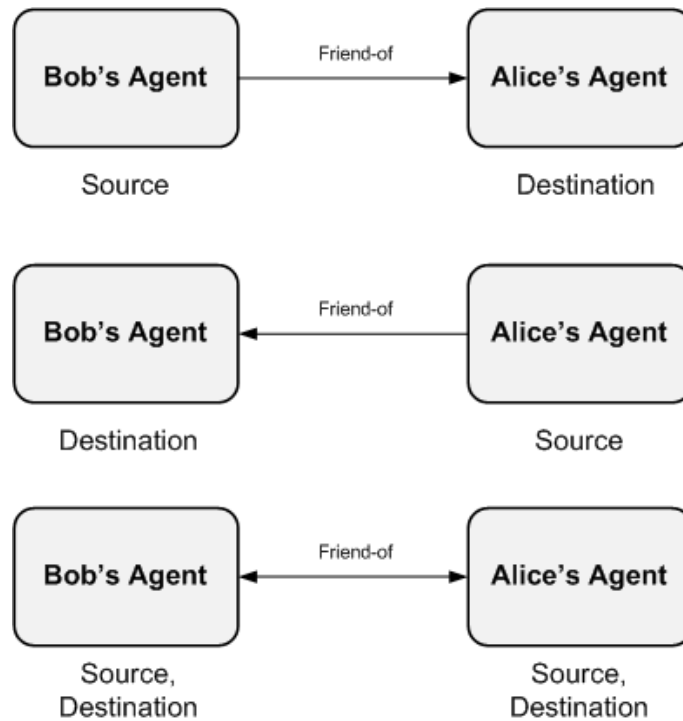 Friend-of
Bob's Agent
Alice's Agent
Source
Destination
Friend-of
Bob's Agent
Alice's Agent
Destination
Source
Friend-of
Bob's Agent
Alice's Agent
Source,
Destination
Source,
Destination